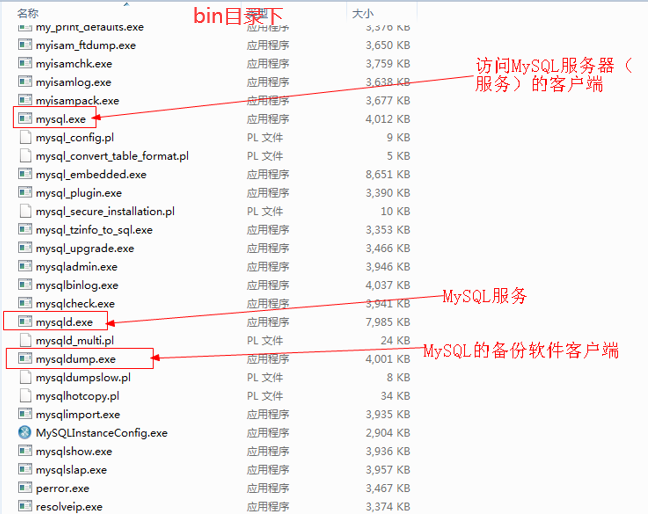 bin目录下
名称 类型 大小
my_print_defaults.exe 应用程序 3,376 KB
myisam_ftdump.exe 应用程序 3,650 KB
myisamchk.exe 应用程序 3,759 KB
myisamlog.exe 应用程序 3,638 KB
myisampack.exe 应用程序 3,677 KB
访问MySQL服务器（
服务）的客户端
mysql.exe 应用程序 4,012 KB
mysql_config.pl PL 文件 9 KB
mysql_convert_table_format.pl PL 文件 5 KB
mysql_embedded.exe 应用程序 8,651 KB
mysql_plugin.exe 应用程序 3,390 KB
mysql_secure_installation.pl PL 文件 10 KB
mysql_tzinfo_to_sql.exe 应用程序 3,353 KB
mysql_upgrade.exe 应用程序 3,466 KB
mysqladmin.exe 应用程序 3,946 KB
mysqlbinlog.exe 应用程序 4,037 KB
mysqlcheck.exe 应用程序 3,941 KB
MySQL服务
mysqld.exe 应用程序 7,985 KB
mysqld_multi.pl PL 文件 24 KB
MySQL的备份软件客户端
mysqldump.exe 应用程序 4,001 KB
mysqldumpslow.pl PL 文件 8 KB
mysqlhotcopy.pl PL 文件 34 KB
mysqlimport.exe 应用程序 3,935 KB
MySQLInstanceConfig.exe 应用程序 2,904 KB
mysqlshow.exe 应用程序 3,936 KB
mysqlslap.exe 应用程序 3,957 KB
perror.exe 应用程序 3,467 KB
resolveip.exe 应用程序 3,374 KB